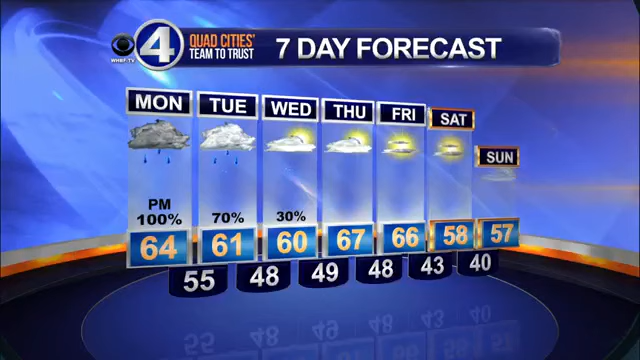 4
CBS
WHBF-TV
QUAD CITIES'
TEAM TO TRUST
7 DAY FORECAST
MON TUE WED THU FRI SAT SUN
PM
100% 70% 30%
64 61 60 67 66 58 57
55 48 49 48 43 40